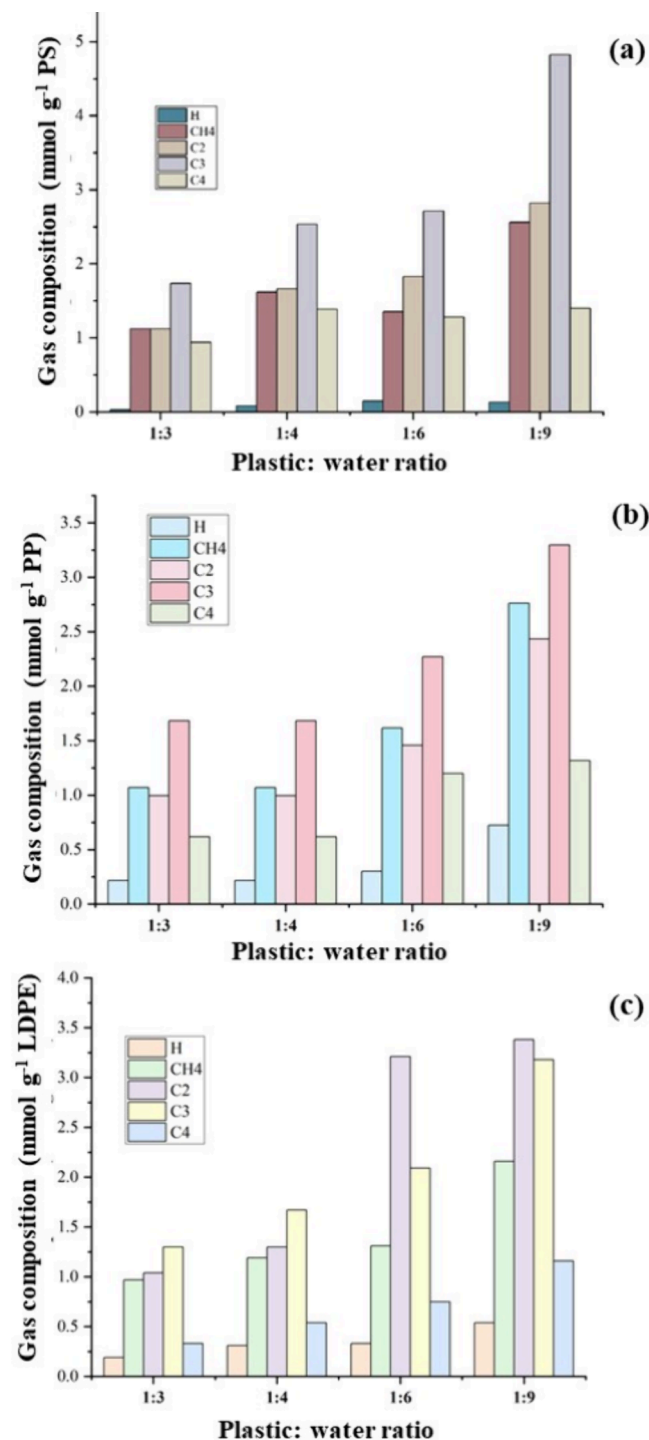 (a)
Gas composition (mmol g-1 PS)
5
4
3
2
1
0
H
CH4
C2
C3
C4
1:3 1:4 1:6 1:9
Plastic: water ratio
(b)
Gas composition (mmol g-1 PP)
3.5
3.0
2.5
2.0
1.5
1.0
0.5
0.0
H
CH4
C2
C3
C4
1:3 1:4 1:6 1:9
Plastic: water ratio
(c)
Gas composition (mmol g-1 LDPE)
4.0
3.5
3.0
2.5
2.0
1.5
1.0
0.5
0.0
H
CH4
C2
C3
C4
1:3 1:4 1:6 1:9
Plastic: water ratio